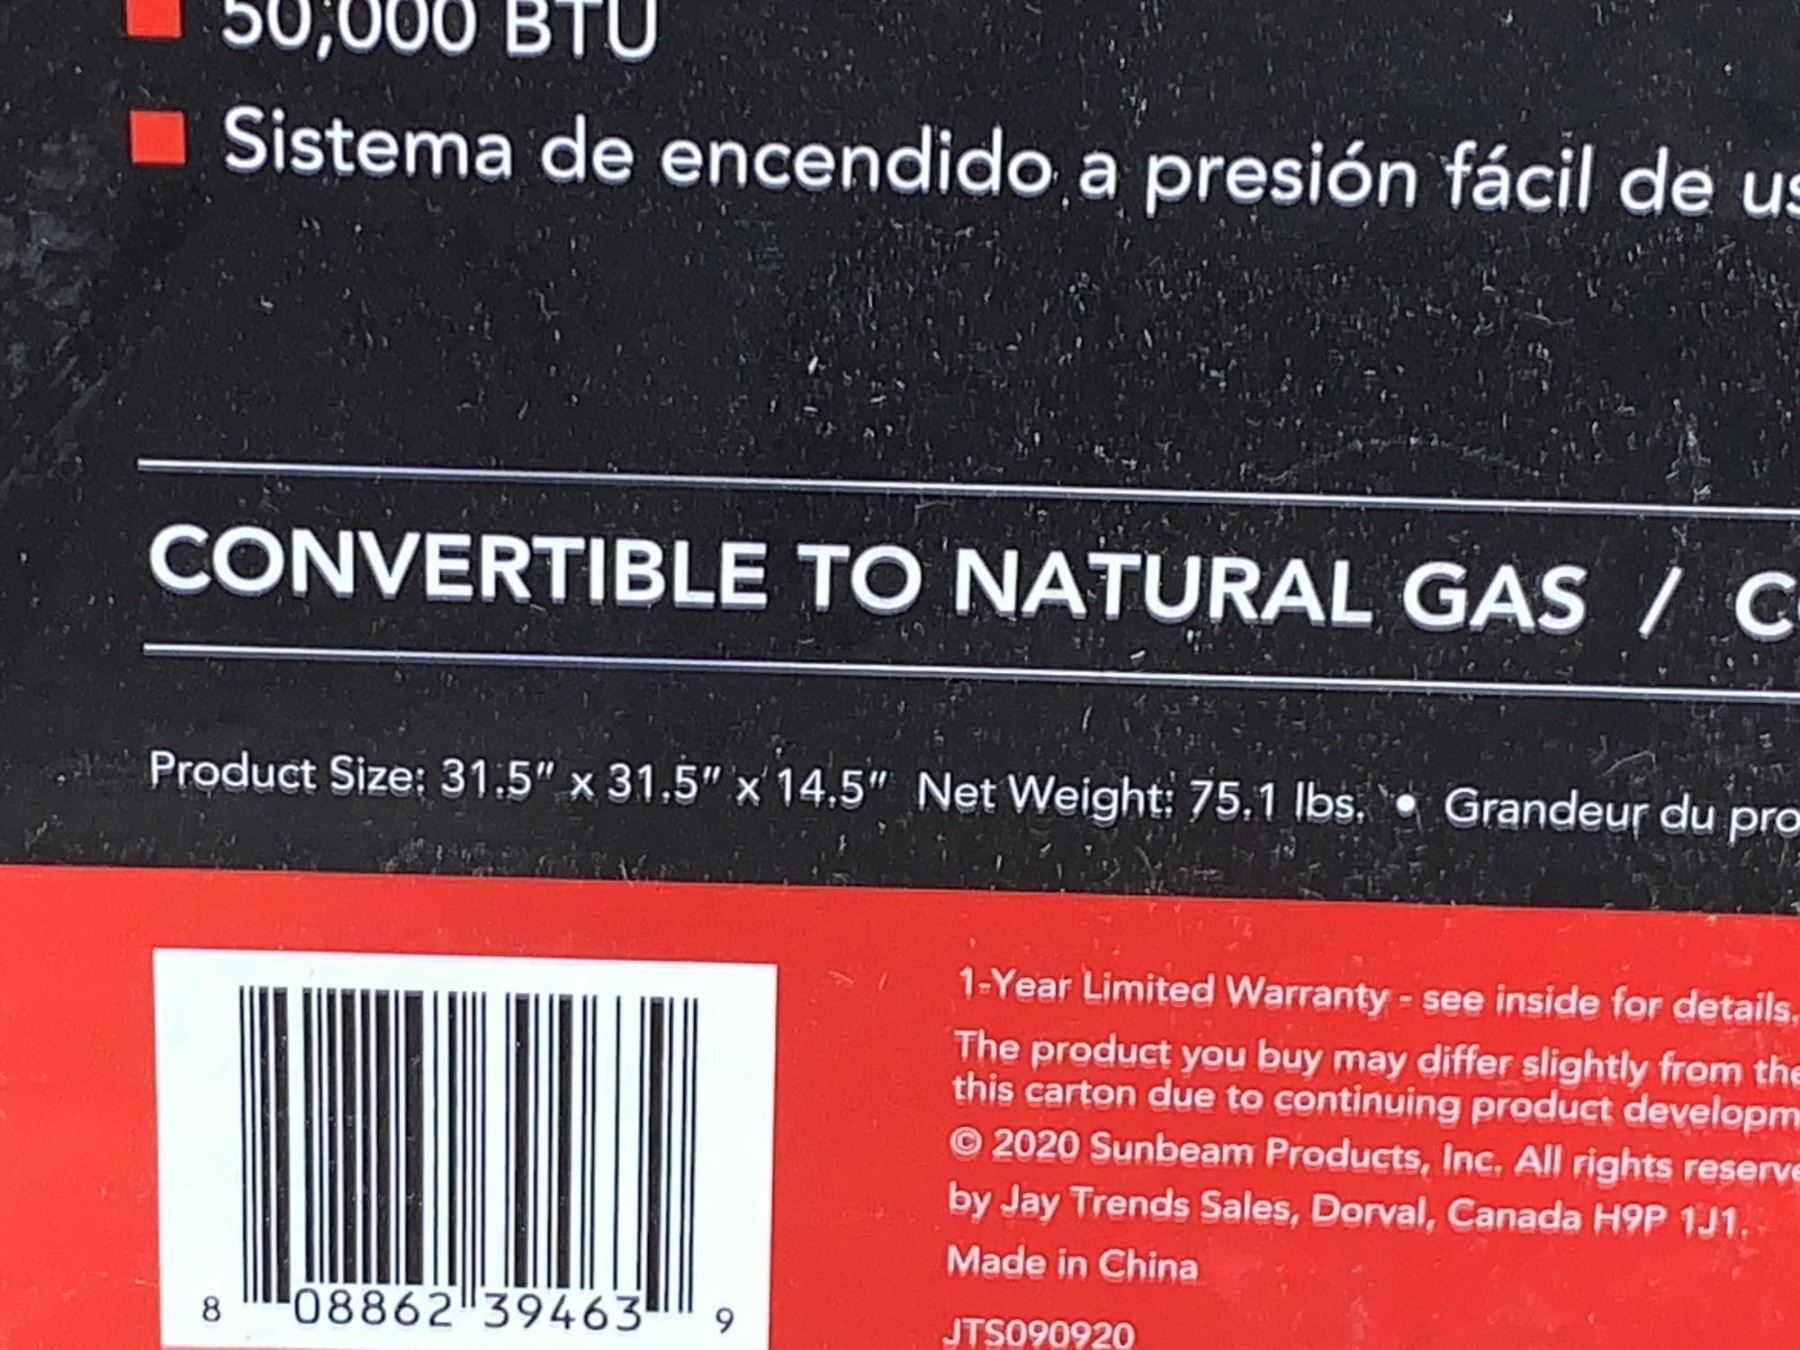 50,000 BTU
Sistema de encendido a presión fácil de us
CONVERTIBLE TO NATURAL GAS / C
Product Size: 31.5" x 31.5" x 14.5" Net Weight: 75.1 lbs. • Grandeur du pro
1-Year Limited Warranty - see inside for details.
The product you buy may differ slightly from the
this carton due to continuing product developm
© 2020 Sunbeam Products, Inc. All rights reserve
by Jay Trends Sales, Dorval, Canada H9P 1J1.
Made in China
JTS090920
8 08862 39463 9